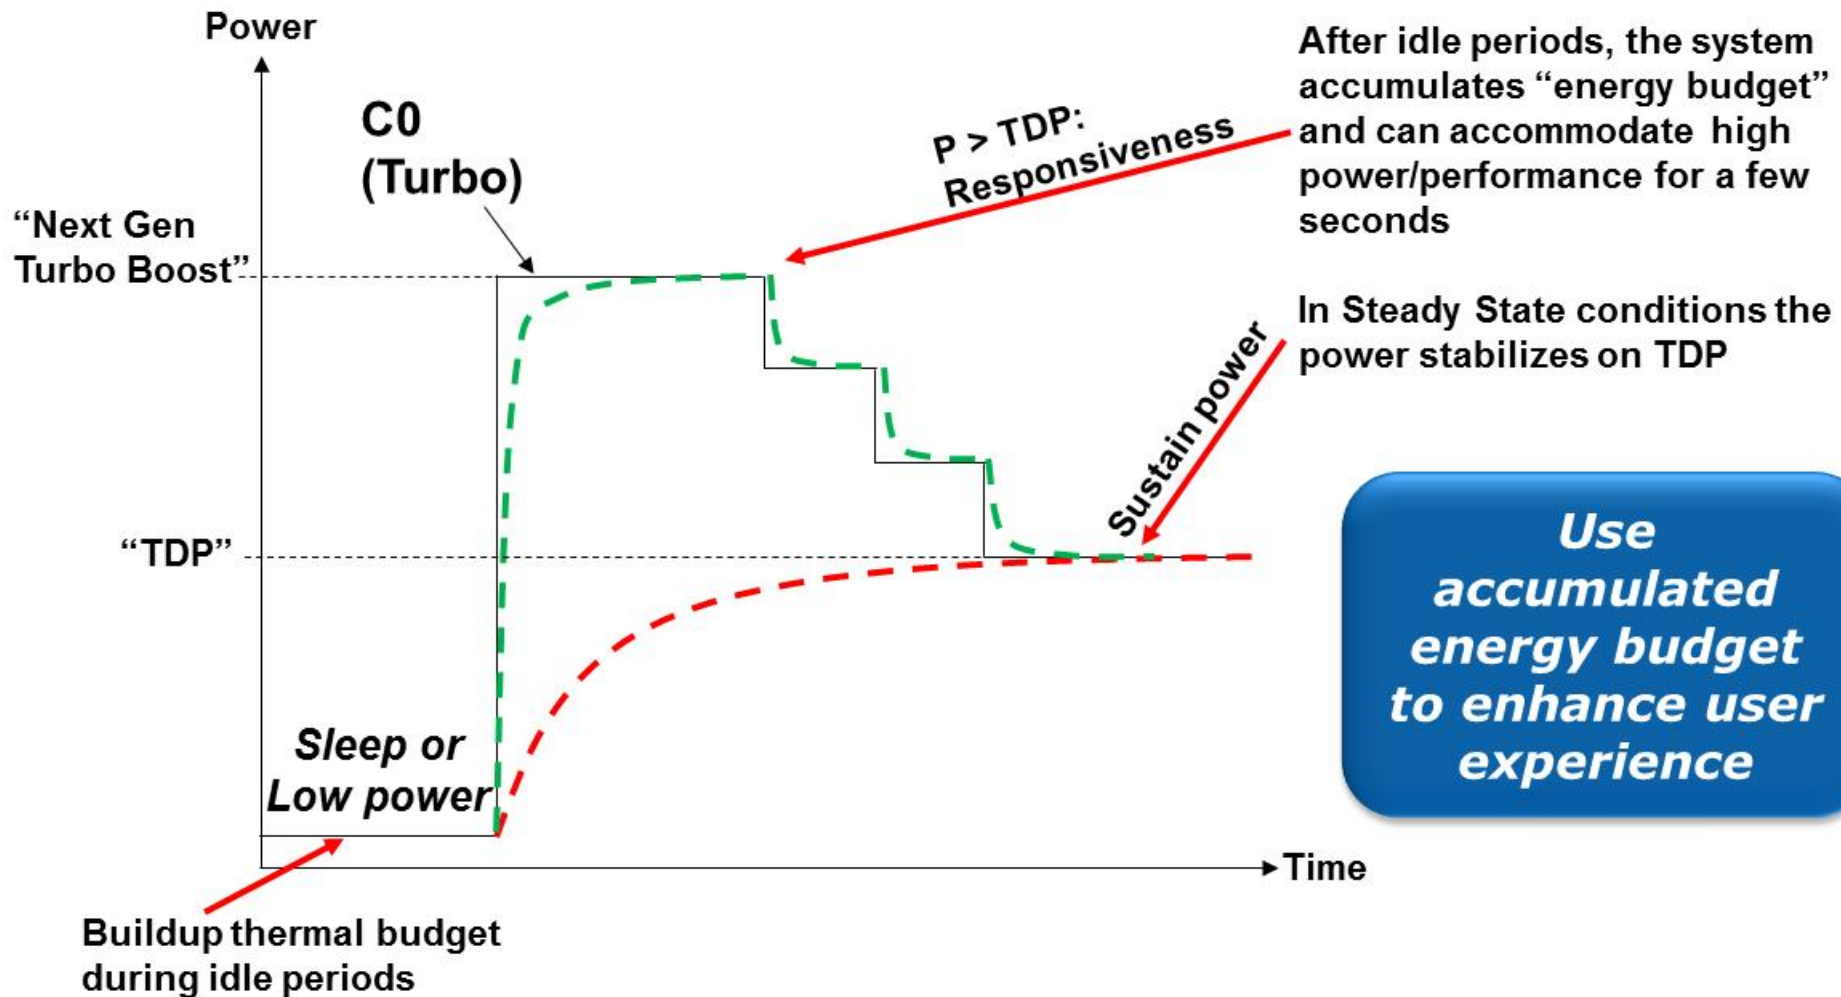 Power
After idle periods, the system
accumulates “energy budget”
and can accommodate high
power/performance for a few
seconds
C0
(Turbo)
P > TDP:
Responsiveness
“Next Gen
Turbo Boost”
In Steady State conditions the
power stabilizes on TDP
Sustain power
“TDP”
Use
accumulated
energy budget
to enhance user
experience
Sleep or
Low power
Time
Buildup thermal budget
during idle periods